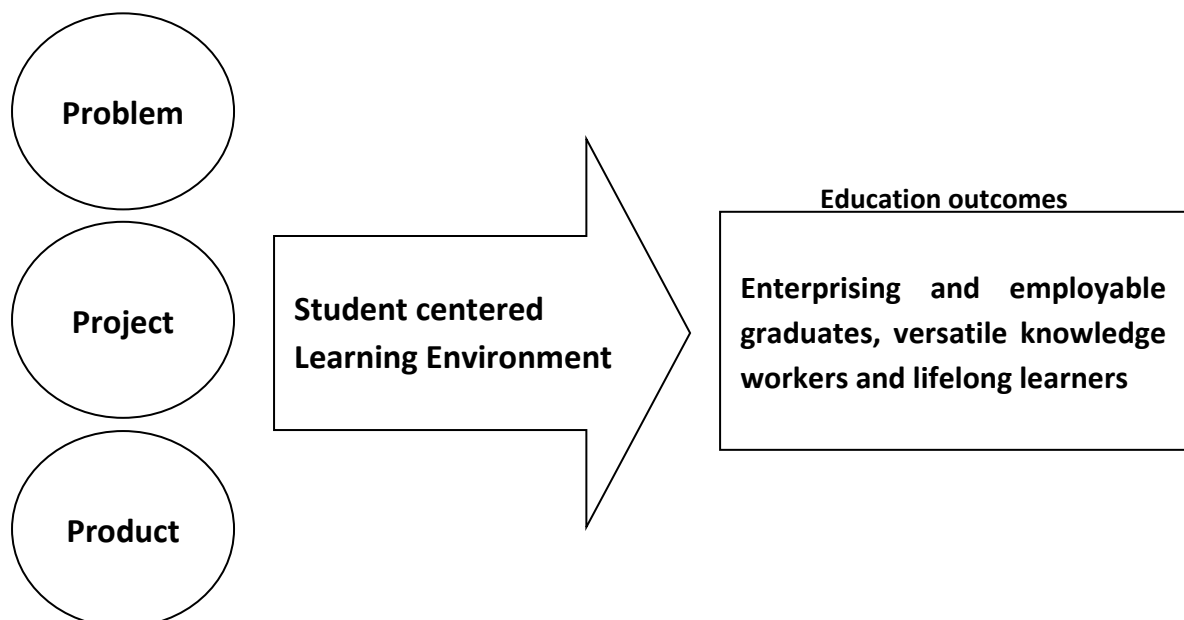 Problem
Project
Product
Student centered
Learning Environment
Education outcomes
Enterprising and employable
graduates, versatile knowledge
workers and lifelong learners